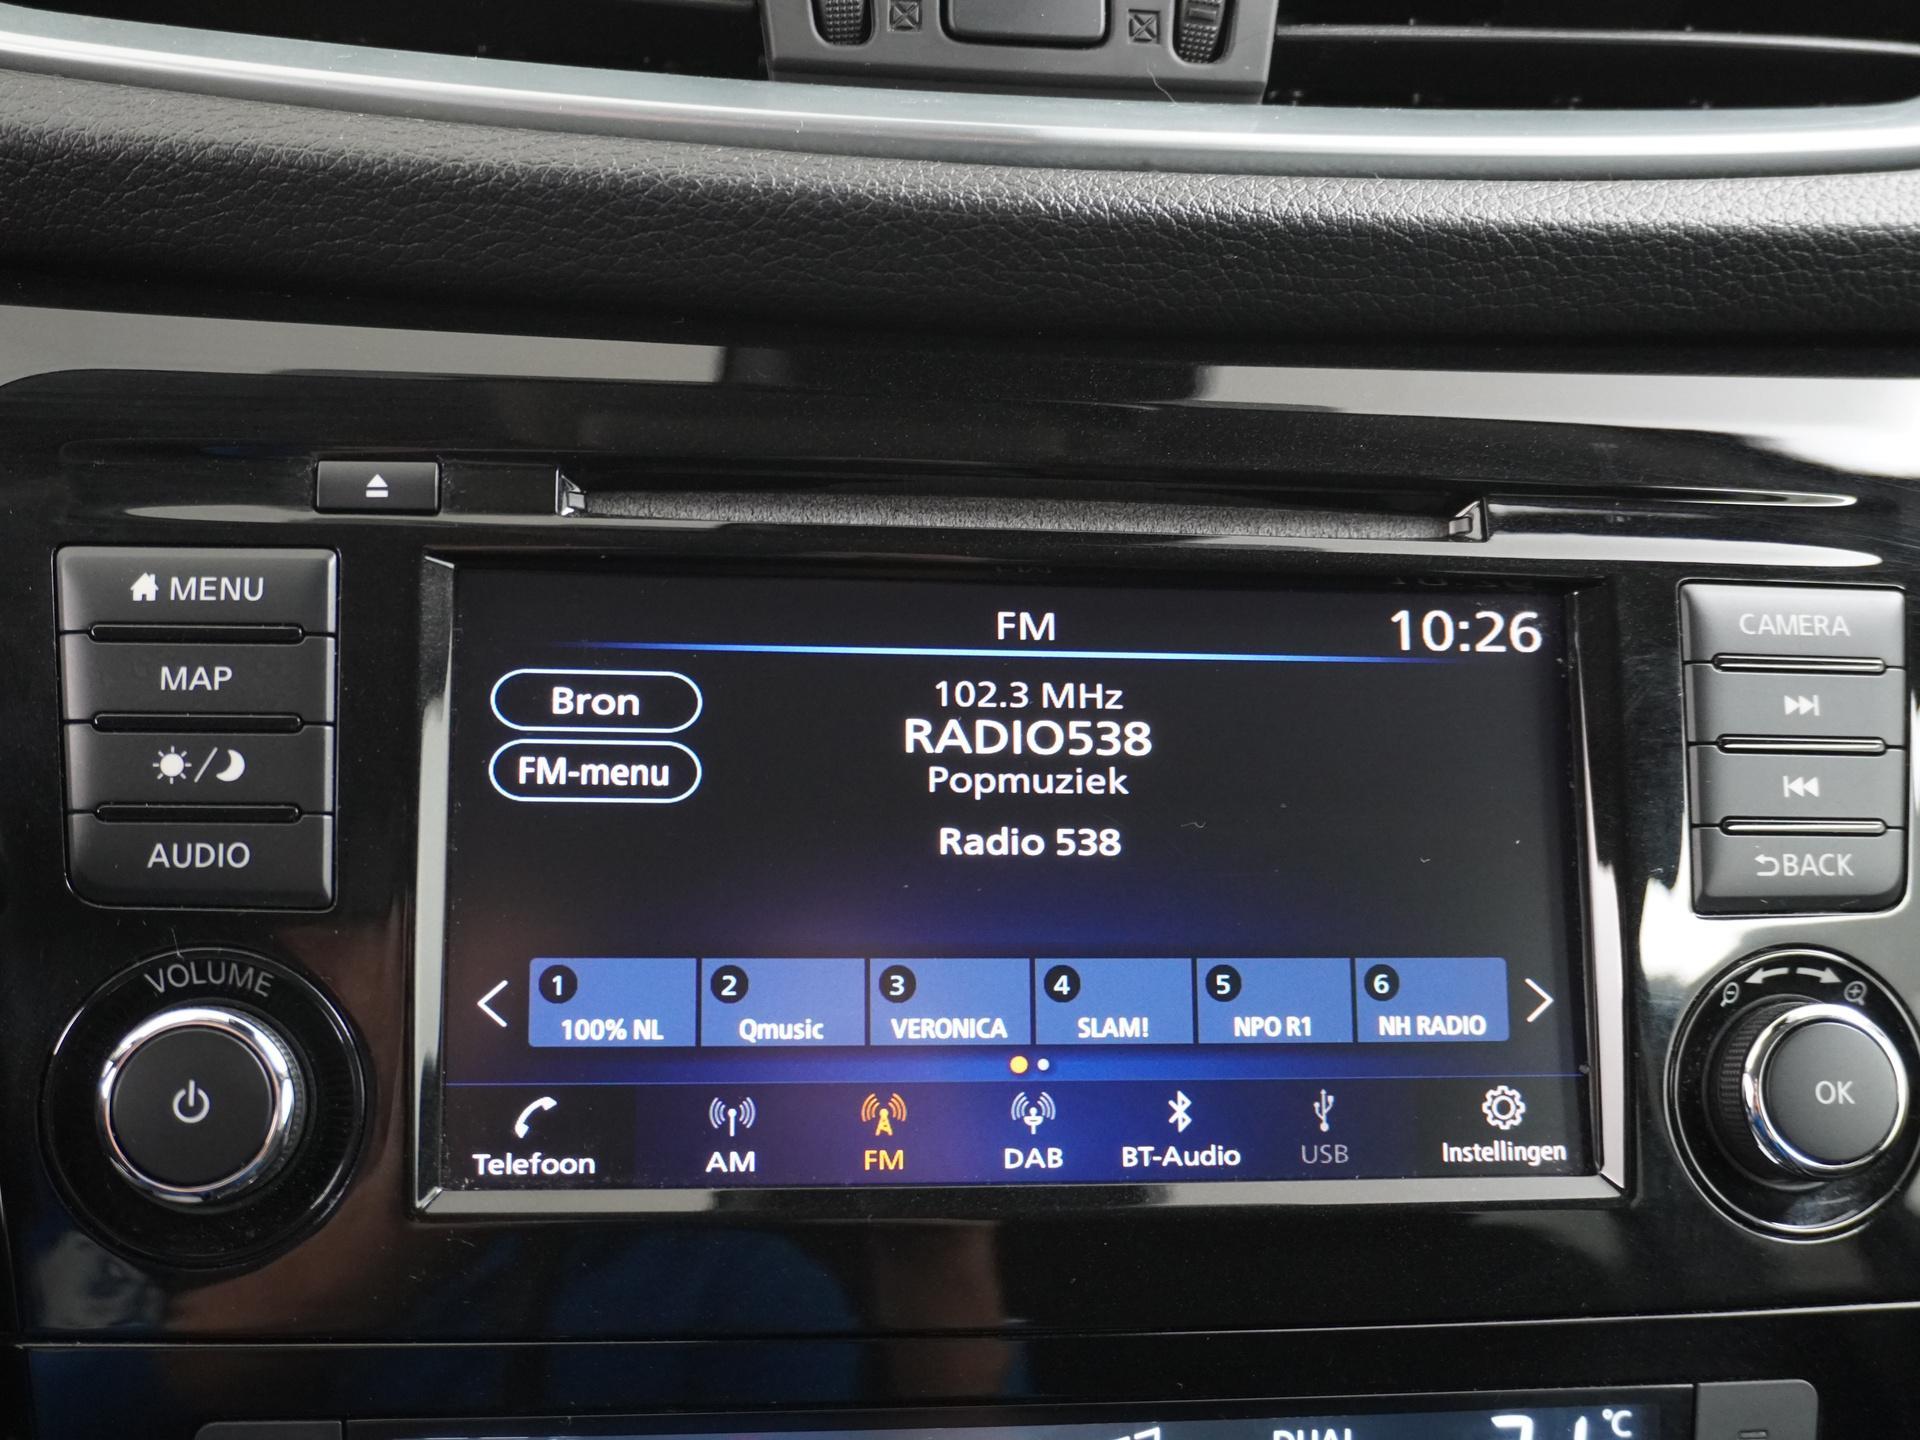 MENU
MAP
AUDIO
VOLUME
FM
10:26
Bron
FM-menu
102.3 MHz
RADIO538
Popmuziek
Radio 538
1 100% NL
2 Qmusic
3 VERONICA
4 SLAM!
5 NPO R1
6 NH RADIO
Telefoon
AM
FM
DAB
BT-Audio
USB
Instellingen
CAMERA
BACK
OK
DUAL
°C